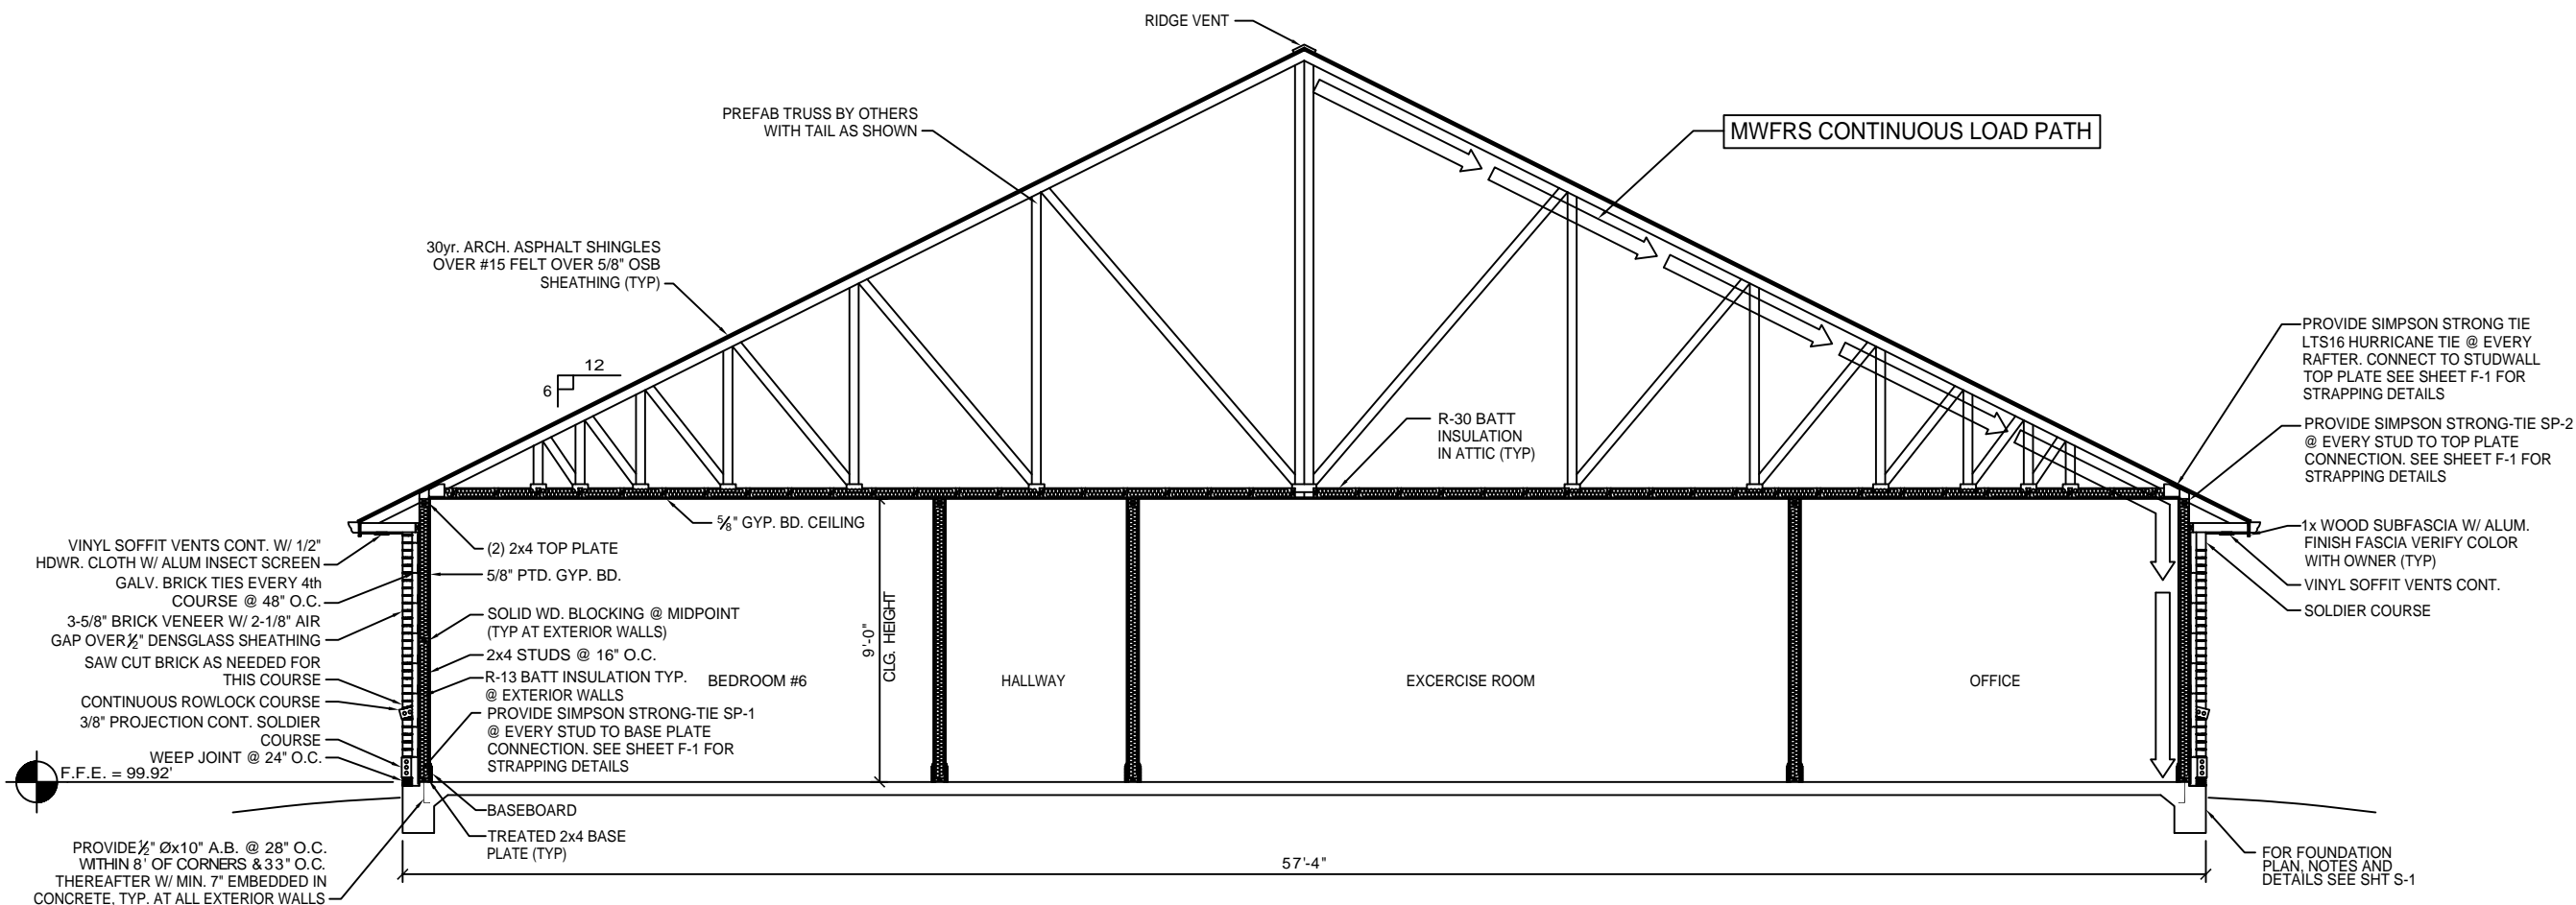 RIDGE VENT
PREFAB TRUSS BY OTHERS
WITH TAIL AS SHOWN
MWFRS CONTINUOUS LOAD PATH
30yr. ARCH. ASPHALT SHINGLES
OVER #15 FELT OVER 5/8" OSB
SHEATHING (TYP)
12
6
R-30 BATT
INSULATION
IN ATTIC (TYP)
PROVIDE SIMPSON STRONG TIE
LTS16 HURRICANE TIE @ EVERY
RAFTER. CONNECT TO STUDWALL
TOP PLATE SEE SHEET F-1 FOR
STRAPPING DETAILS
PROVIDE SIMPSON STRONG-TIE SP-2
@ EVERY STUD TO TOP PLATE
CONNECTION. SEE SHEET F-1 FOR
STRAPPING DETAILS
1x WOOD SUBFASCIA W/ ALUM.
FINISH FASCIA VERIFY COLOR
WITH OWNER (TYP)
VINYL SOFFIT VENTS CONT.
SOLDIER COURSE
VINYL SOFFIT VENTS CONT. W/ 1/2"
HDWR. CLOTH W/ ALUM INSECT SCREEN
GALV. BRICK TIES EVERY 4th
COURSE @ 48" O.C.
3-5/8" BRICK VENEER W/ 2-1/8" AIR
GAP OVER ½" DENSGLASS SHEATHING
SAW CUT BRICK AS NEEDED FOR
THIS COURSE
CONTINUOUS ROWLOCK COURSE
3/8" PROJECTION CONT. SOLDIER
COURSE
WEEP JOINT @ 24" O.C.
F.F.E. = 99.92'
PROVIDE ½" Øx10" A.B. @ 28" O.C.
WITHIN 8' OF CORNERS & 33" O.C.
THEREAFTER W/ MIN. 7" EMBEDDED IN
CONCRETE, TYP. AT ALL EXTERIOR WALLS
⅝" GYP. BD. CEILING
(2) 2x4 TOP PLATE
5/8" PTD. GYP. BD.
SOLID WD. BLOCKING @ MIDPOINT
(TYP AT EXTERIOR WALLS)
2x4 STUDS @ 16" O.C.
R-13 BATT INSULATION TYP.
@ EXTERIOR WALLS
PROVIDE SIMPSON STRONG-TIE SP-1
@ EVERY STUD TO BASE PLATE
CONNECTION. SEE SHEET F-1 FOR
STRAPPING DETAILS
BASEBOARD
TREATED 2x4 BASE
PLATE (TYP)
BEDROOM #6
9'-0"
CLG. HEIGHT
HALLWAY
EXCERCISE ROOM
OFFICE
57'-4"
FOR FOUNDATION
PLAN, NOTES AND
DETAILS SEE SHT S-1